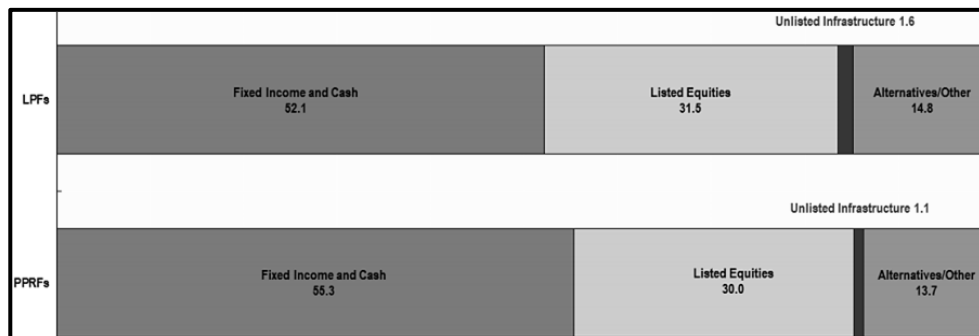 Unlisted Infrastructure 1.6
LPFs
Fixed Income and Cash
52.1
Listed Equities
31.5
Alternatives/Other
14.8
Unlisted Infrastructure 1.1
PPRFs
Fixed Income and Cash
55.3
Listed Equities
30.0
Alternatives/Other
13.7